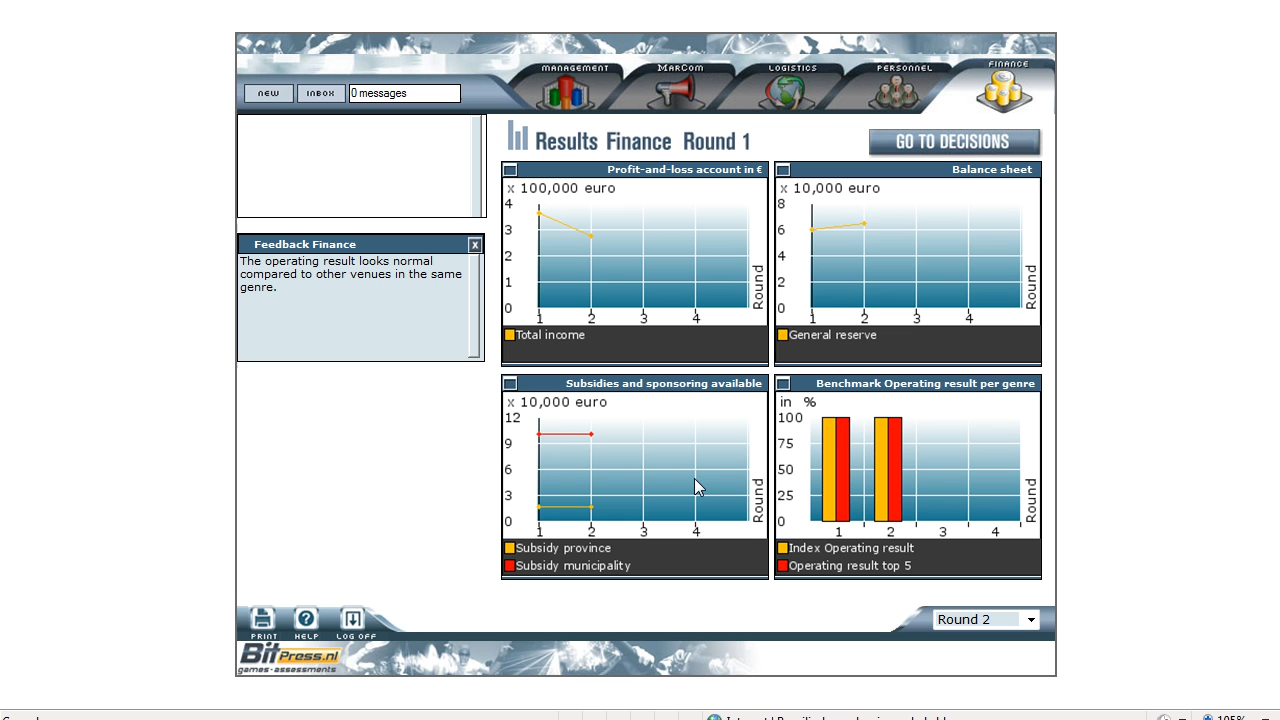 MANAGEMENT
MARCOM
LOGISTICS
PERSONNEL
FINANCE
NEW
INBOX
0 messages
Results Finance Round 1
GO TO DECISIONS
Profit-and-loss account in €
x 100,000 euro
4
3
2
1
0
1 2 3 4
Round
Total income
Balance sheet
x 10,000 euro
8
6
4
2
0
1 2 3 4
Round
General reserve
Feedback Finance
X
The operating result looks normal
compared to other venues in the same
genre.
Subsidies and sponsoring available
x 10,000 euro
12
9
6
3
0
1 2 3 4
Round
Subsidy province
Subsidy municipality
Benchmark Operating result per genre
in %
100
75
50
25
0
1 2 3 4
Round
Index Operating result
Operating result top 5
PRINT
HELP
LOG OFF
Round 2
BitPress.nl
games-assessments